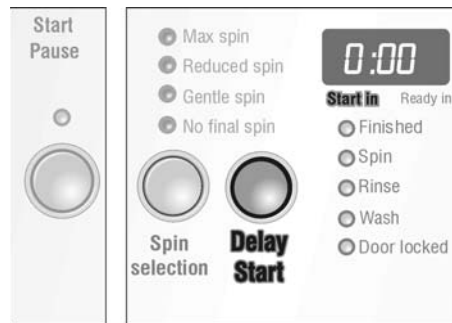 Start
Pause
Max spin
Reduced spin
Gentle spin
No final spin
Spin
selection
Delay
Start
0:00
Start in Ready in
Finished
Spin
Rinse
Wash
Door locked